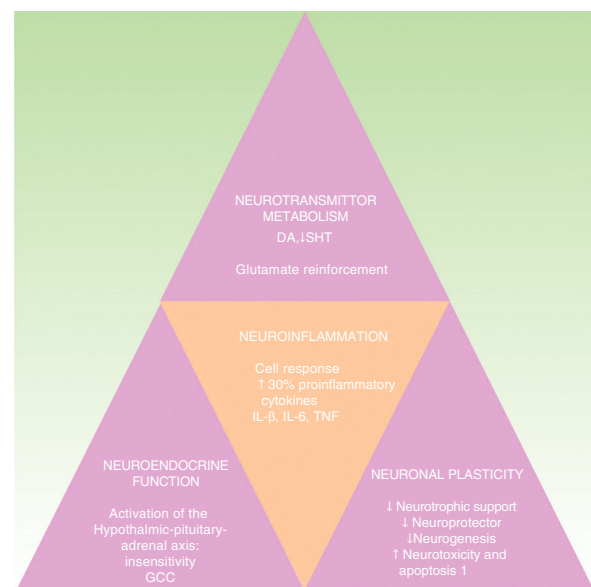 NEUROTRANSMITTOR
METABOLISM
DA,↓SHT
Glutamate reinforcement
NEUROINFLAMMATION
Cell response
↑ 30% proinflammatory
cytokines
IL-β, IL-6, TNF
NEUROENDOCRINE
FUNCTION
Activation of the
Hypothalmic-pituitary-
adrenal axis:
insensitivity
GCC
NEURONAL PLASTICITY
↓ Neurotrophic support
↓ Neuroprotector
↓Neurogenesis
↑ Neurotoxicity and
apoptosis 1